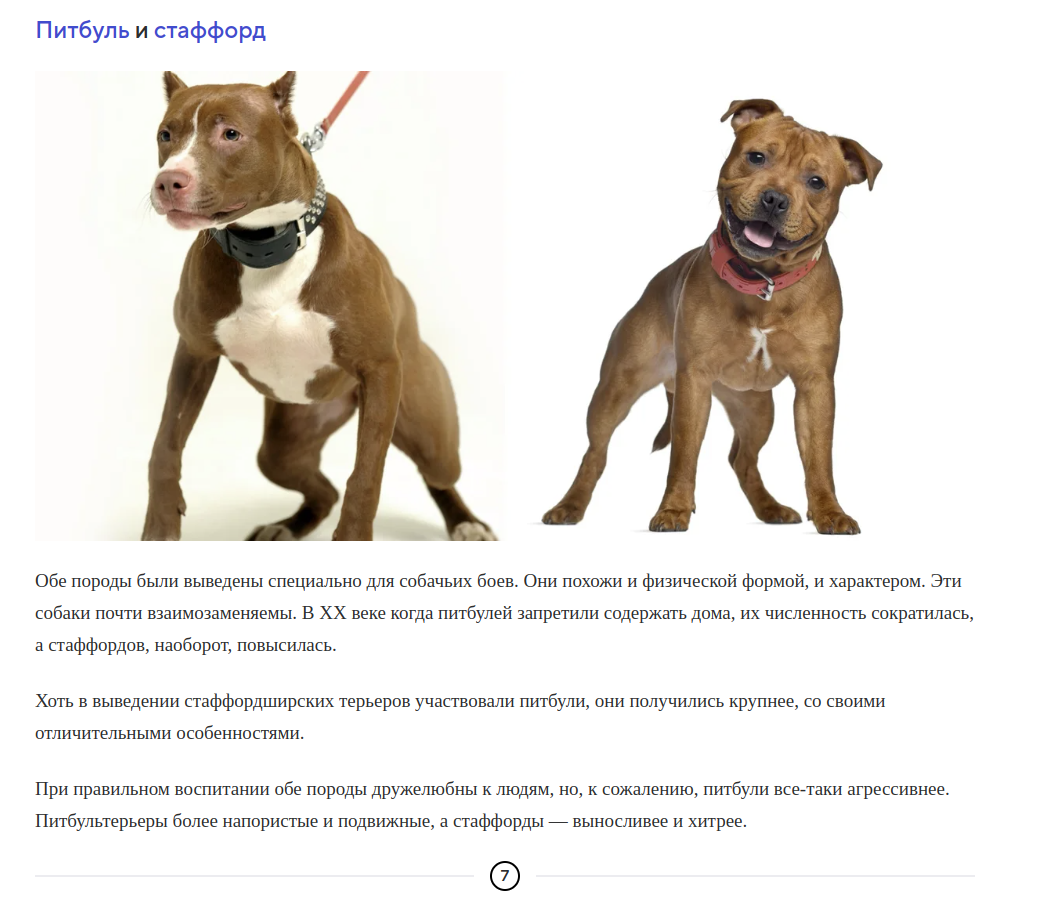 Питбуль и стаффорд
Обе породы были выведены специально для собачьих боев. Они похожи и физической формой, и характером. Эти
собаки почти взаимозаменяемы. В XX веке когда питбулей запретили содержать дома, их численность сократилась,
а стаффордов, наоборот, повысилась.
Хоть в выведении стаффордширских терьеров участвовали питбули, они получились крупнее, со своими
отличительными особенностями.
При правильном воспитании обе породы дружелюбны к людям, но, к сожалению, питбули все-таки агрессивнее.
Питбультерьеры более напористые и подвижные, а стаффорды — выносливее и хитрее.
7